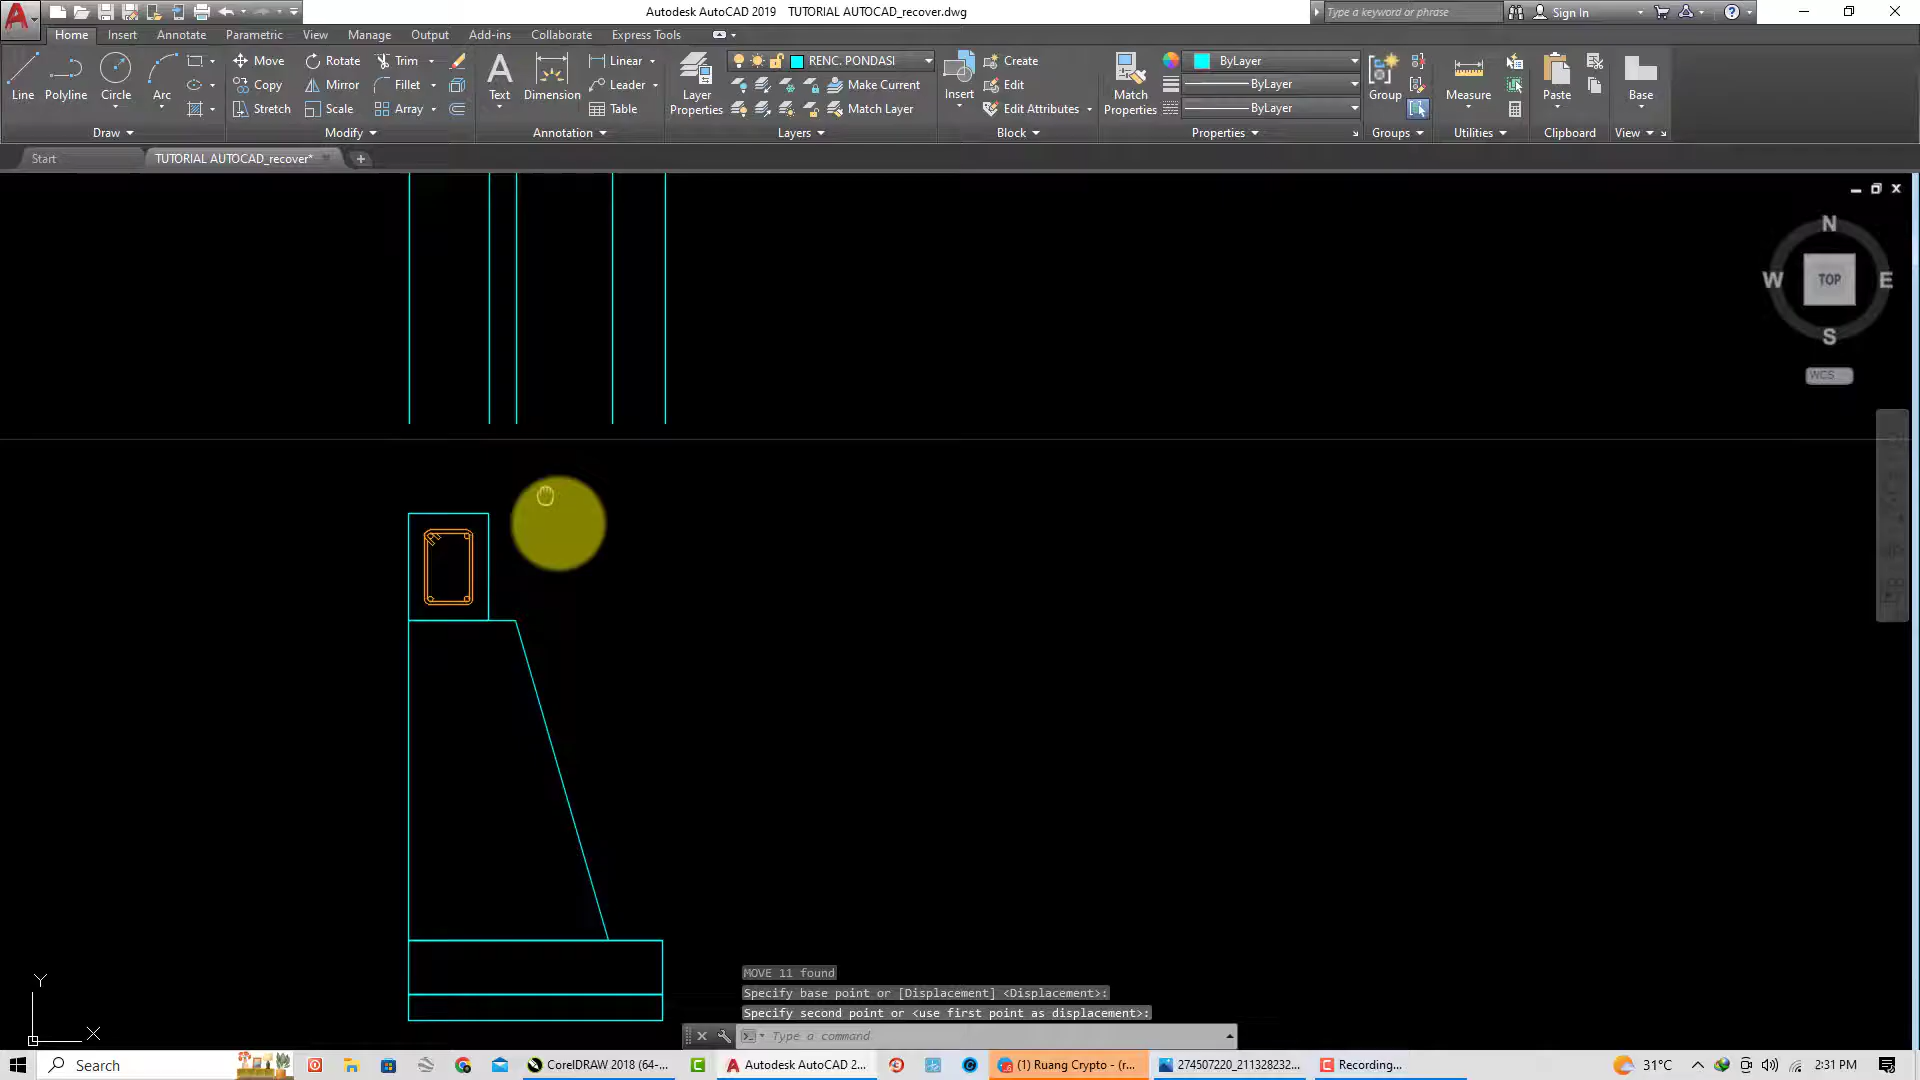 Autodesk AutoCAD 2019 TUTORIAL AUTOCAD_recover.dwg
Type a keyword or phrase
Sign In
Home Insert Annotate Parametric View Manage Output Add-ins Collaborate Express Tools
Line Polyline Circle Arc
Move Rotate Trim
Copy Mirror Fillet
Stretch Scale Array
Text Dimension
Linear
Leader
Table
Layer Properties
RENC. PONDASI
Make Current
Match Layer
Insert
Create
Edit
Edit Attributes
Match Properties
ByLayer
ByLayer
ByLayer
Group
Measure
Paste
Base
Draw Modify Annotation Layers Block Properties Groups Utilities Clipboard View
Start TUTORIAL AUTOCAD_recover*
N
W TOP E
S
WCS
Y
X
MOVE 11 found
Specify base point or [Displacement] <Displacement>:
Specify second point or <use first point as displacement>:
Type a command
Search
CorelDRAW 2018 (64-...
Autodesk AutoCAD 2...
(1) Ruang Crypto - (r...
274507220_211328232...
Recording...
31°C
2:31 PM